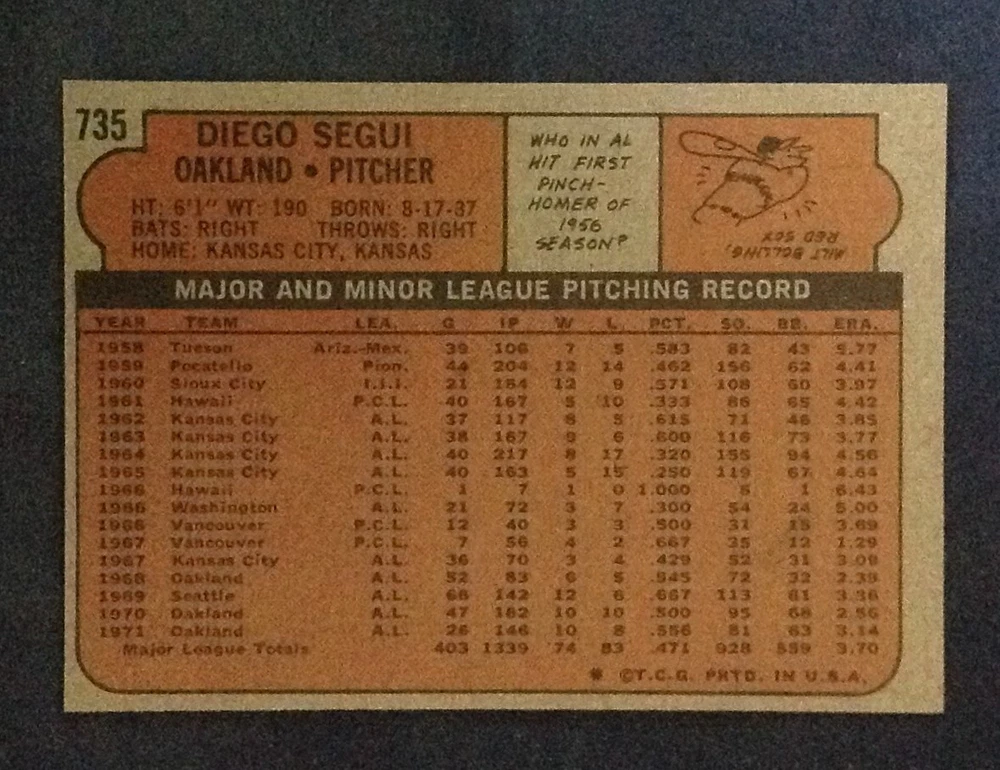 735
DIEGO SEGUI
OAKLAND • PITCHER
HT: 6'1" WT: 190 BORN: 8-17-37
BATS: RIGHT THROWS: RIGHT
HOME: KANSAS CITY, KANSAS
WHO IN AL
HIT FIRST
PINCH-
HOMER OF
1956
SEASON?
MILT BOLLING,
RED SOX
MAJOR AND MINOR LEAGUE PITCHING RECORD
YEAR TEAM LEA. G IP W L PCT. SO. BB. ERA.
1958 Tucson Ariz.-Mex. 39 106 7 5 .583 82 43 5.77
1959 Pocatello Pion. 44 204 12 14 .462 156 62 4.41
1960 Sioux City I.I.I. 21 154 12 9 .571 108 60 3.97
1961 Hawaii P.C.L. 40 167 5 10 .333 86 65 4.42
1962 Kansas City A.L. 37 117 8 5 .615 71 46 3.85
1963 Kansas City A.L. 38 167 9 6 .600 116 73 3.77
1964 Kansas City A.L. 40 217 8 17 .320 155 94 4.56
1965 Kansas City A.L. 40 163 5 15 .250 119 67 4.64
1966 Hawaii P.C.L. 1 7 1 0 1.000 1 6.43
1966 Washington A.L. 21 72 3 7 .300 54 24 5.00
1966 Vancouver P.C.L. 12 40 3 3 .500 31 15 3.69
1967 Vancouver P.C.L. 7 56 4 2 .667 35 12 1.29
1967 Kansas City A.L. 36 70 3 4 .429 52 31 3.09
1968 Oakland A.L. 52 83 6 5 .545 72 32 2.39
1969 Seattle A.L. 66 142 12 6 .667 113 61 3.36
1970 Oakland A.L. 47 162 10 10 .500 95 68 2.56
1971 Oakland A.L. 26 146 10 8 .556 81 63 3.14
Major League Totals 403 1339 74 83 .471 928 559 3.70
* ©T.C.G. PRTD. IN U.S.A.